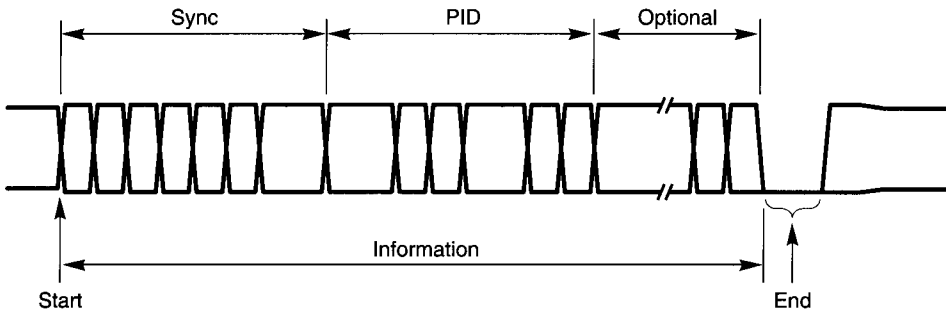 Sync
PID
Optional
Information
Start
End